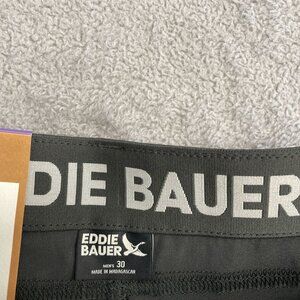 DIE BAUER
EDDIE
BAUER
MEN'S 30
MADE IN MADAGASCAR